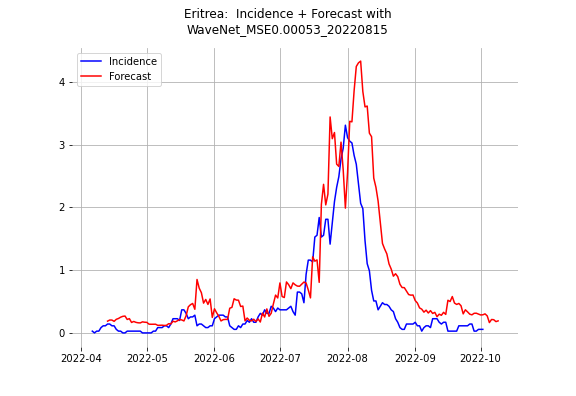 Eritrea:  Incidence + Forecast with
WaveNet_MSE0.00053_20220815
Incidence
Forecast
4
3
2
1
0
2022-04 2022-05 2022-06 2022-07 2022-08 2022-09 2022-10